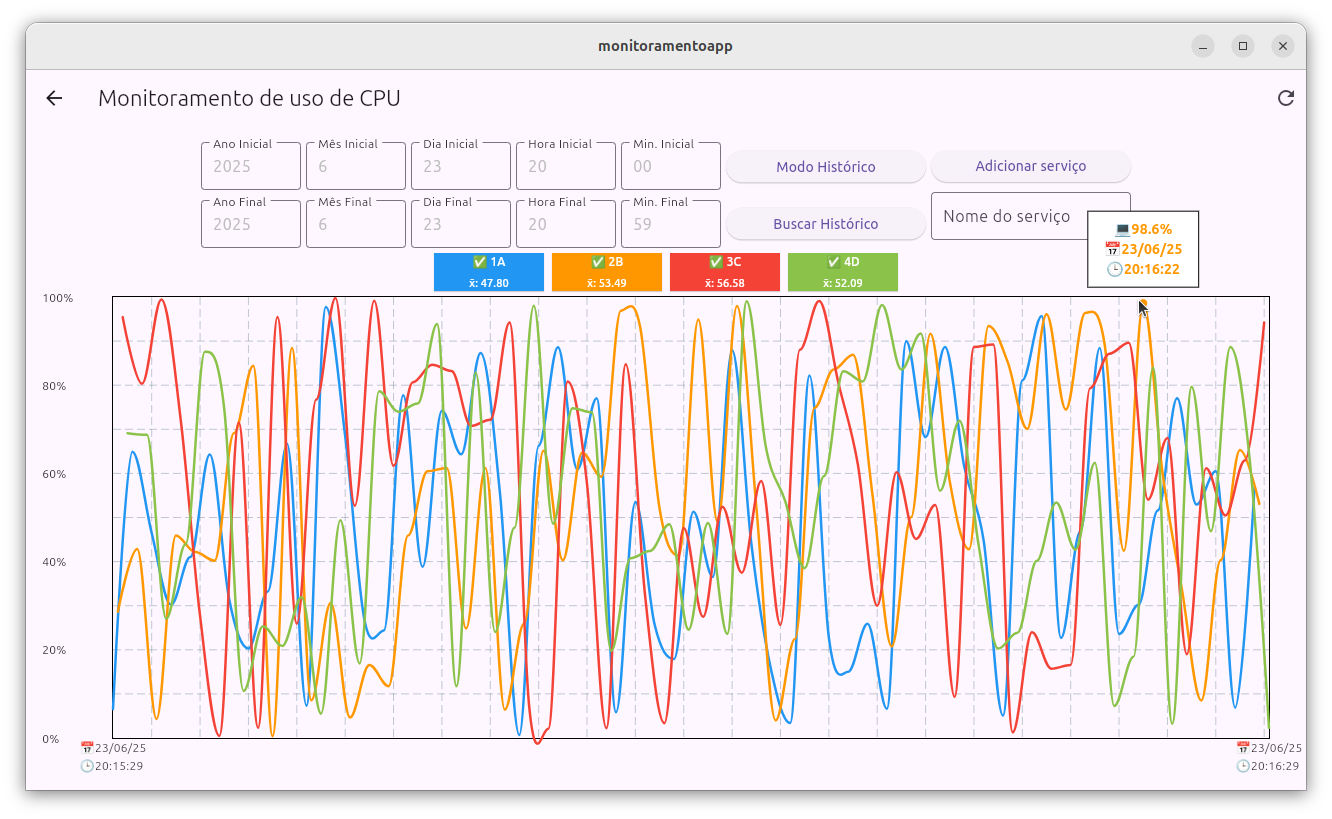 monitoramentoapp
Monitoramento de uso de CPU
Ano Inicial
2025
Mês Inicial
6
Dia Inicial
23
Hora Inicial
20
Min. Inicial
00
Modo Histórico
Adicionar serviço
Ano Final
2025
Mês Final
6
Dia Final
23
Hora Final
20
Min. Final
59
Buscar Histórico
Nome do serviço
💻98.6%
📅23/06/25
🕒20:16:22
✅ 1A
x̄: 47.80
✅ 2B
x̄: 53.49
✅ 3C
x̄: 56.58
✅ 4D
x̄: 52.09
100%
80%
60%
40%
20%
0%
📅23/06/25
🕒20:15:29
📅23/06/25
🕒20:16:29